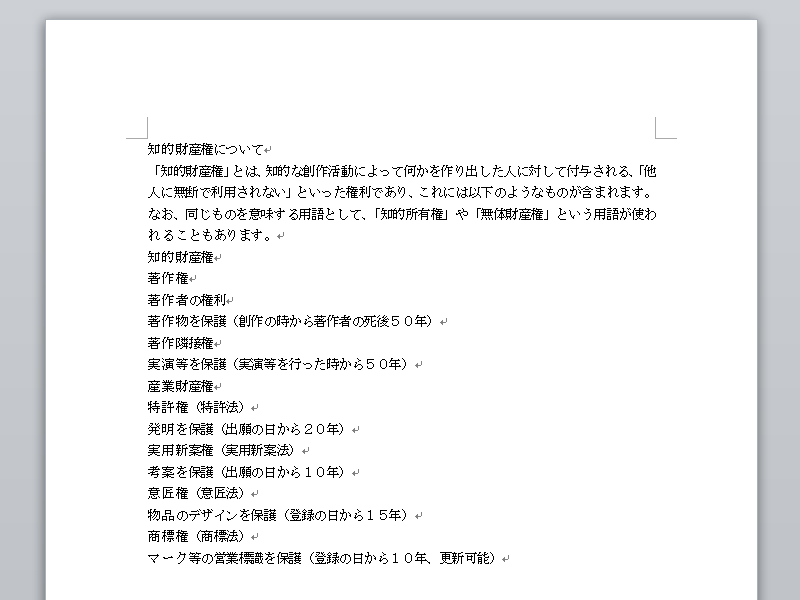 知的財産権について
「知的財産権」とは、知的な創作活動によって何かを作り出した人に対して付与される、「他
人に無断で利用されない」といった権利であり、これには以下のようなものが含まれます。
なお、同じものを意味する用語として、「知的所有権」や「無体財産権」という用語が使わ
れることもあります。
知的財産権
著作権
著作者の権利
著作物を保護（創作の時から著作者の死後５０年）
著作隣接権
実演等を保護（実演等を行った時から５０年）
産業財産権
特許権（特許法）
発明を保護（出願の日から２０年）
実用新案権（実用新案法）
考案を保護（出願の日から１０年）
意匠権（意匠法）
物品のデザインを保護（登録の日から１５年）
商標権（商標法）
マーク等の営業標識を保護（登録の日から１０年、更新可能）